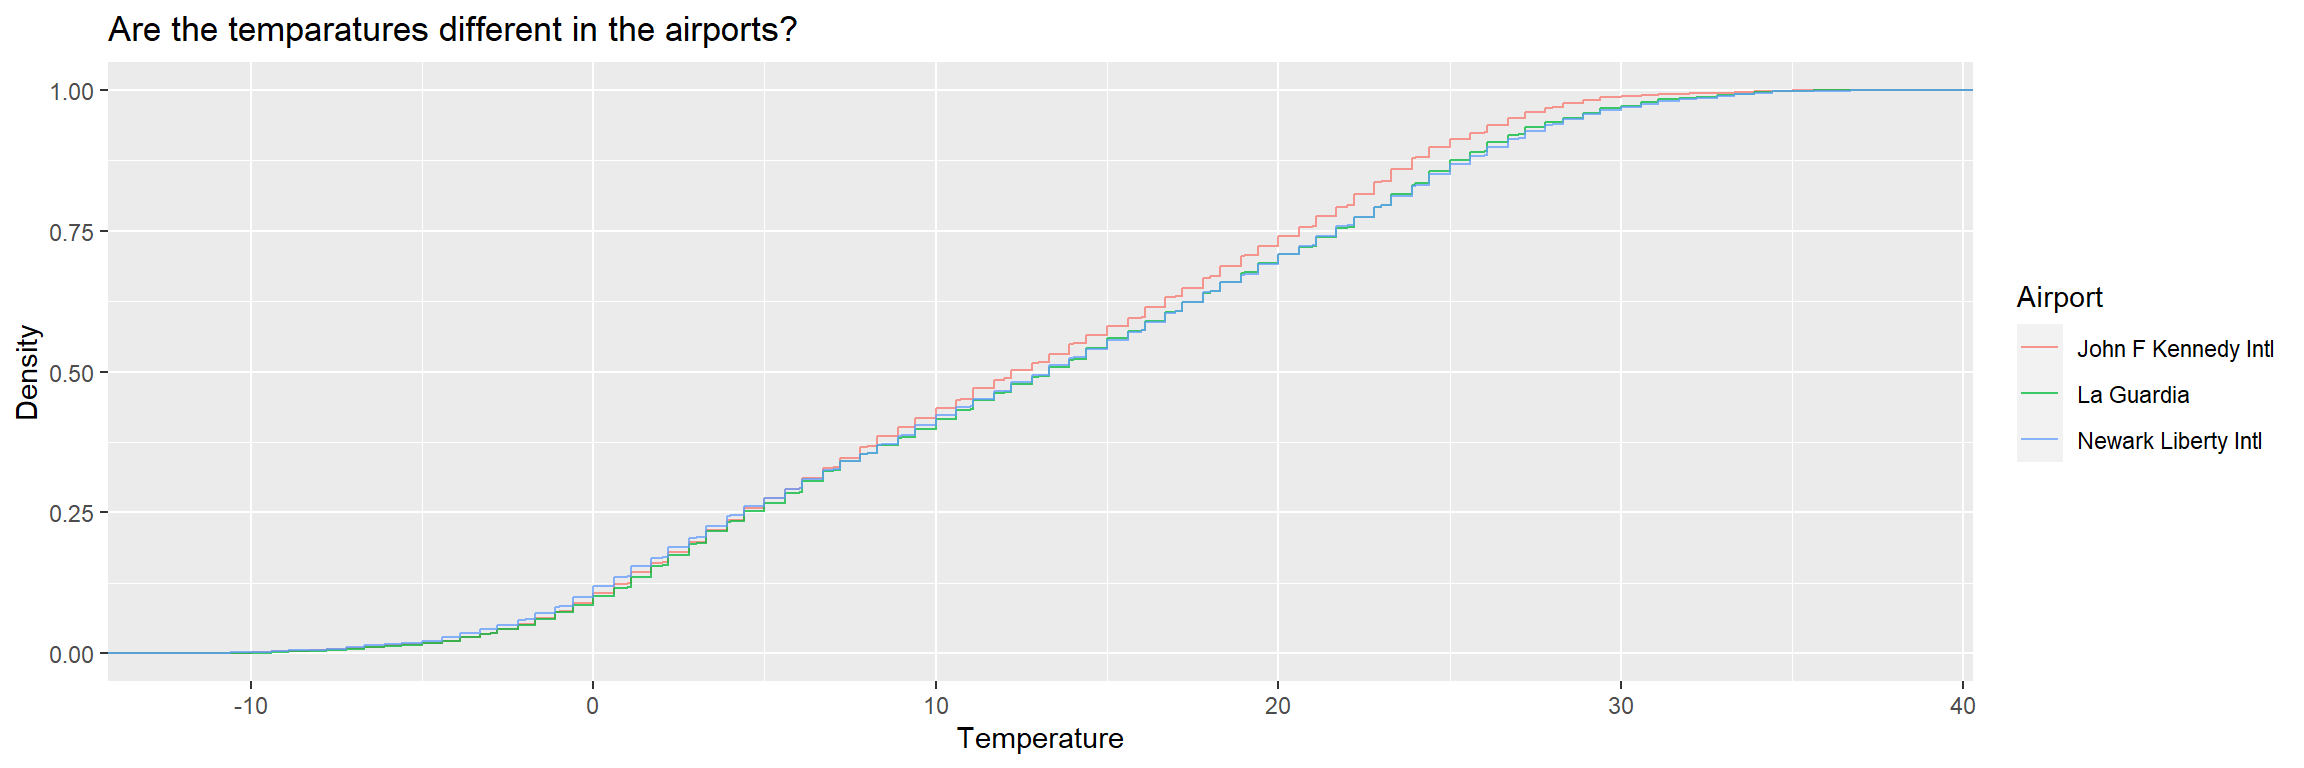 Are the temparatures different in the airports?
1.00
0.75
0.50
0.25
0.00
Density
-10
0
10
20
30
40
Temperature
Airport
John F Kennedy Intl
La Guardia
Newark Liberty Intl